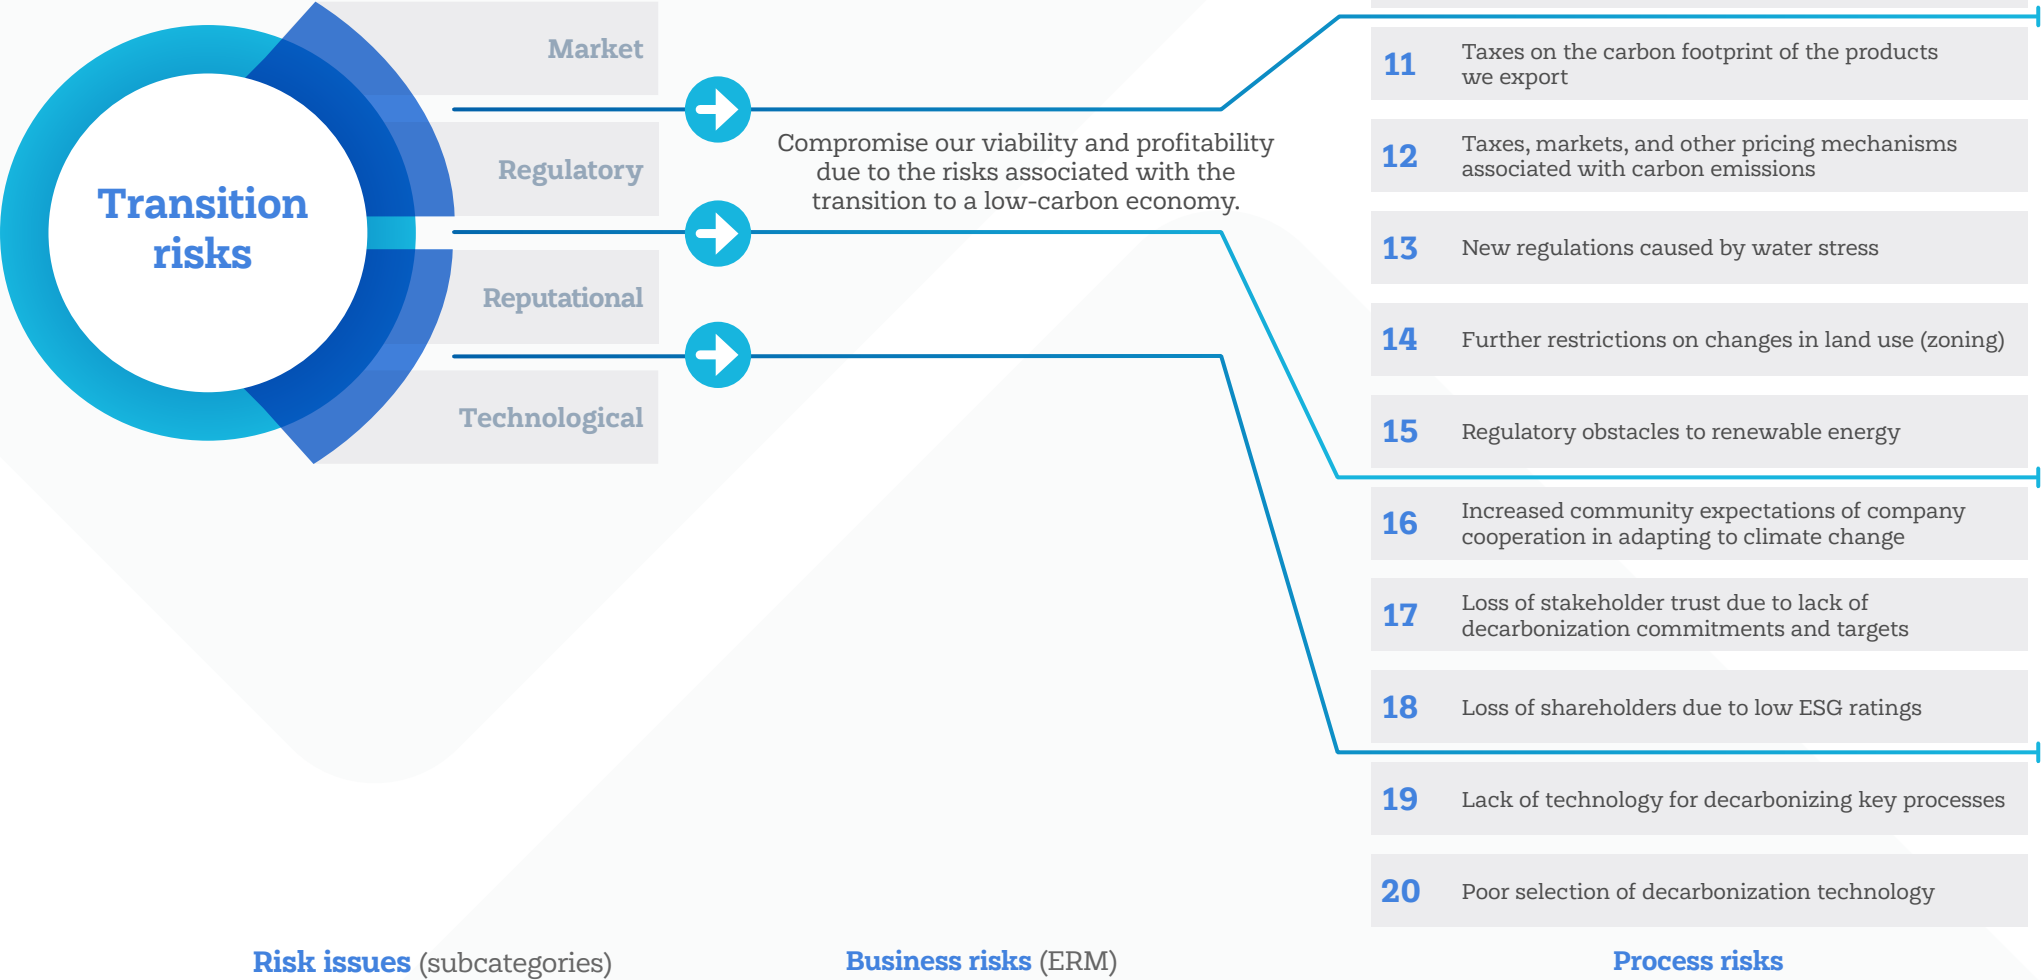 Transition
risks
Market
Regulatory
Reputational
Technological
Compromise our viability and profitability
due to the risks associated with the
transition to a low-carbon economy.
11
Taxes on the carbon footprint of the products
we export
12
Taxes, markets, and other pricing mechanisms
associated with carbon emissions
13
New regulations caused by water stress
14
Further restrictions on changes in land use (zoning)
15
Regulatory obstacles to renewable energy
16
Increased community expectations of company
cooperation in adapting to climate change
17
Loss of stakeholder trust due to lack of
decarbonization commitments and targets
18
Loss of shareholders due to low ESG ratings
19
Lack of technology for decarbonizing key processes
20
Poor selection of decarbonization technology
Risk issues (subcategories)
Business risks (ERM)
Process risks